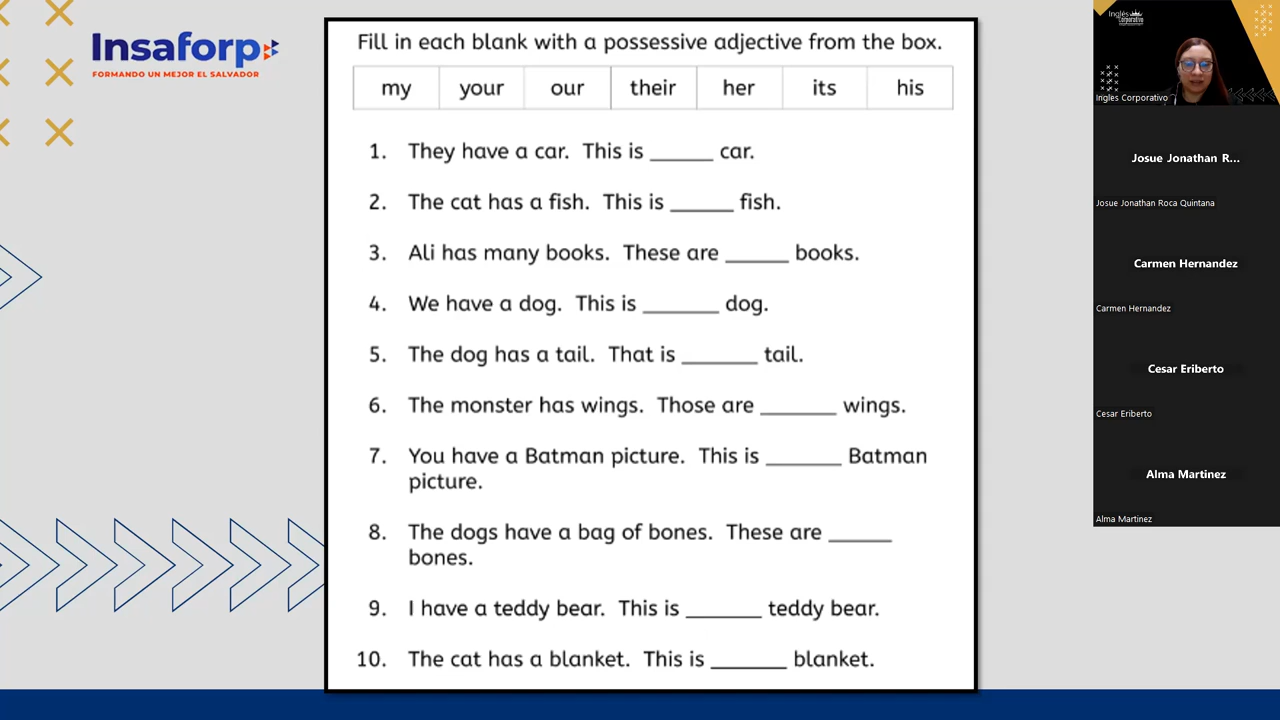 Insaforp
FORMANDO UN MEJOR EL SALVADOR
Fill in each blank with a possessive adjective from the box.
my your our their her its his
1. They have a car. This is ______ car.
2. The cat has a fish. This is ______ fish.
3. Ali has many books. These are ______ books.
4. We have a dog. This is _______ dog.
5. The dog has a tail. That is _______ tail.
6. The monster has wings. Those are _______ wings.
7. You have a Batman picture. This is _______ Batman
picture.
8. The dogs have a bag of bones. These are ______
bones.
9. I have a teddy bear. This is _______ teddy bear.
10. The cat has a blanket. This is _______ blanket.
Inglés
Corporativo
Ingles Corporativo
Josue Jonathan R...
Josue Jonathan Roca Quintana
Carmen Hernandez
Carmen Hernandez
Cesar Eriberto
Cesar Eriberto
Alma Martinez
Alma Martinez